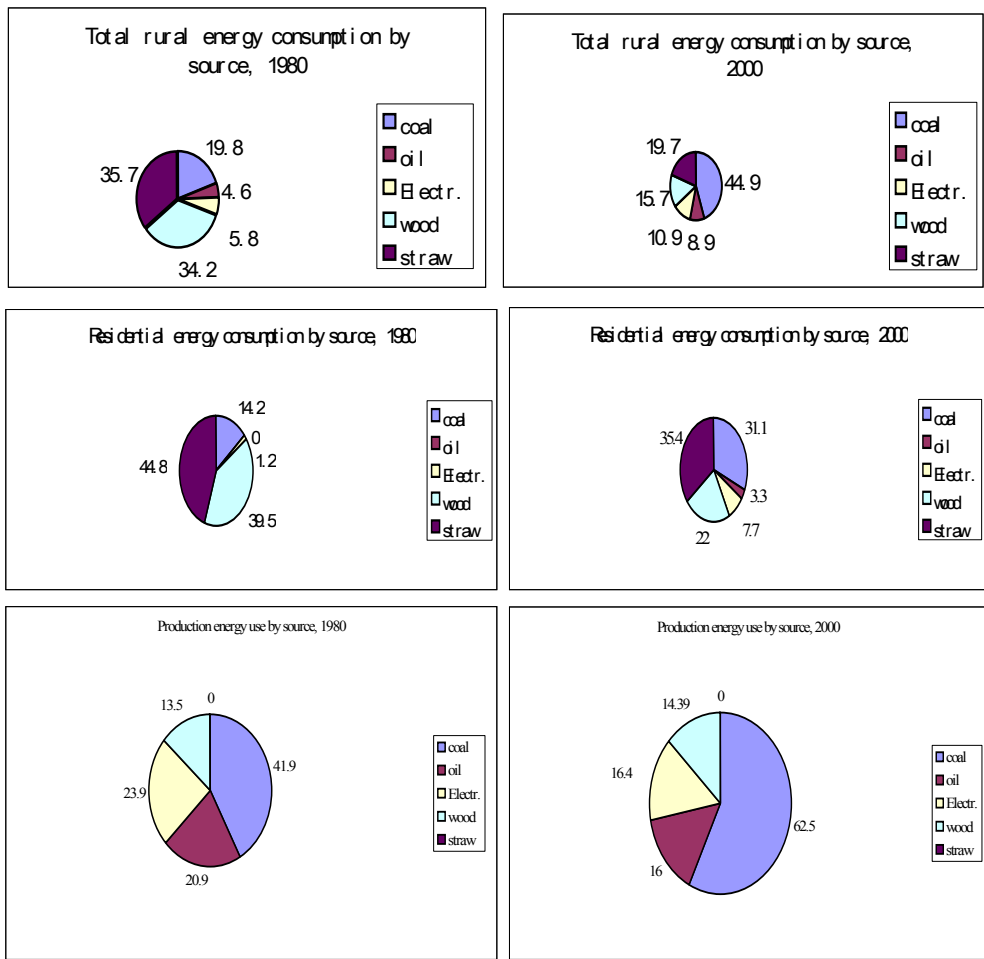 Total rural energy consumption by
source, 1980
19.8
35.7
4.6
5.8
34.2
coal
oil
Electr.
wood
straw
Total rural energy consumption by source,
2000
19.7
44.9
15.7
10.9
8.9
coal
oil
Electr.
wood
straw
Residential energy consumption by source, 1980
14.2
0
1.2
44.8
39.5
coal
oil
Electr.
wood
straw
Residential energy consumption by source, 2000
31.1
35.4
3.3
7.7
22
coal
oil
Electr.
wood
straw
Production energy use by source, 1980
0
13.5
41.9
23.9
20.9
coal
oil
Electr.
wood
straw
Production energy use by source, 2000
0
14.39
16.4
62.5
16
coal
oil
Electr.
wood
straw